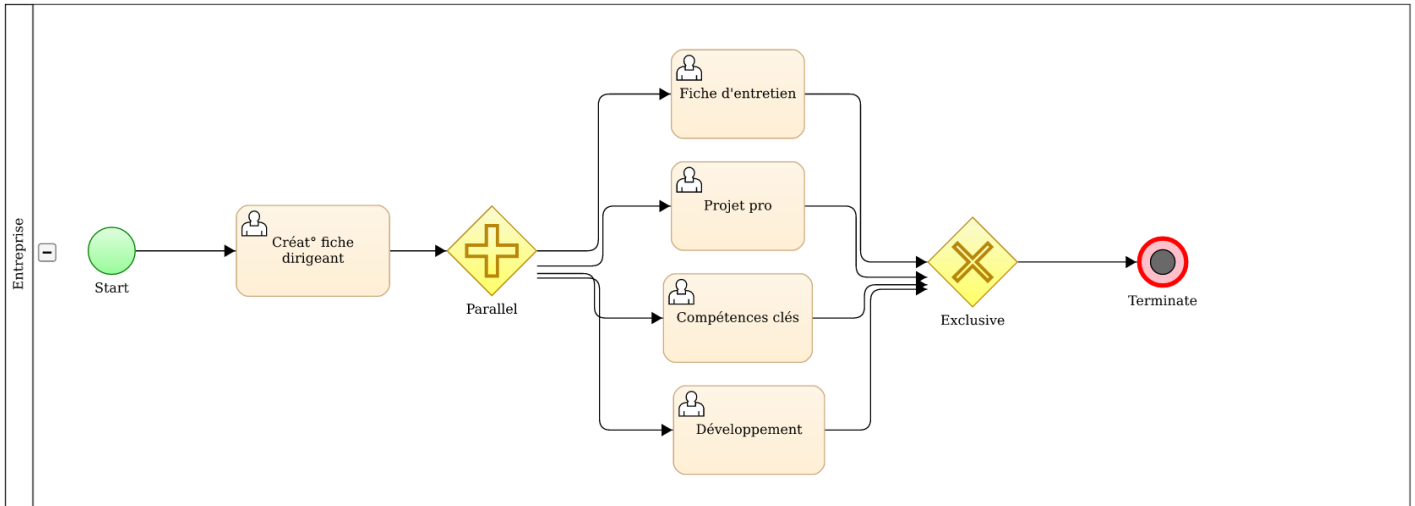 Entreprise
Start
Créat° fiche
dirigeant
Parallel
Fiche d'entretien
Projet pro
Compétences clés
Développement
Exclusive
Terminate